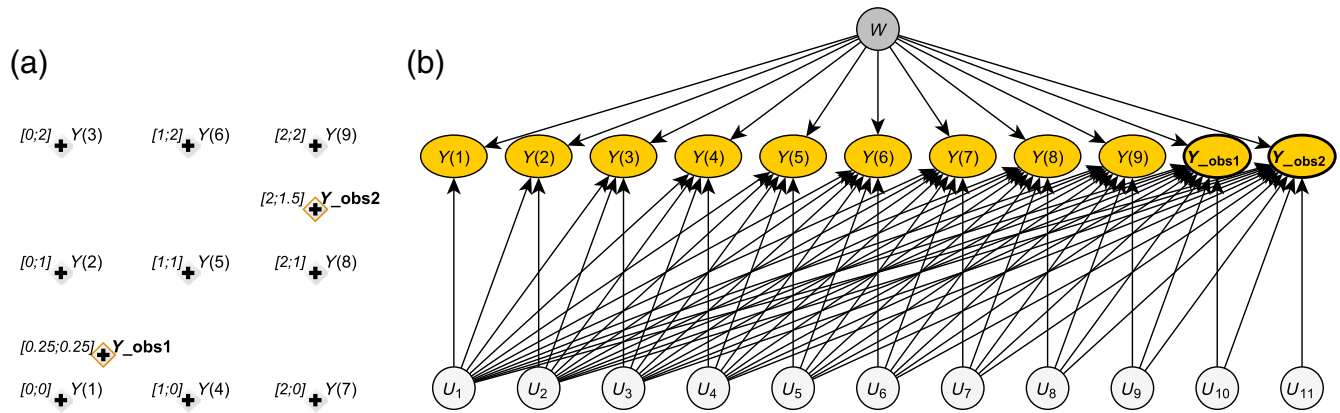 (a)
[0;2] Y(3) [1;2] Y(6) [2;2] Y(9)
[2;1.5] Y_obs2
[0;1] Y(2) [1;1] Y(5) [2;1] Y(8)
[0.25;0.25] Y_obs1
[0;0] Y(1) [1;0] Y(4) [2;0] Y(7)
(b)
W
Y(1) Y(2) Y(3) Y(4) Y(5) Y(6) Y(7) Y(8) Y(9) Y_obs1 Y_obs2
U1 U2 U3 U4 U5 U6 U7 U8 U9 U10 U11